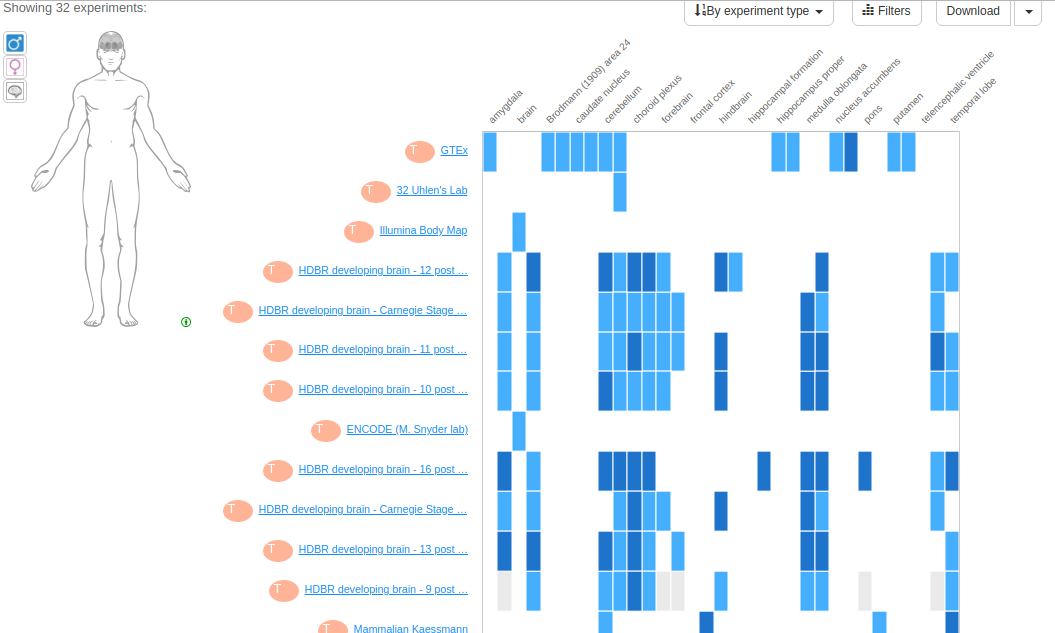 Showing 32 experiments:
By experiment type
Filters
Download
amygdala
brain
Brodmann (1909) area 24
caudate nucleus
cerebellum
choroid plexus
forebrain
frontal cortex
hindbrain
hippocampal formation
hippocampus proper
medulla oblongata
nucleus accumbens
pons
putamen
telencephalic ventricle
temporal lobe
T GTEx
T 32 Uhlen's Lab
T Illumina Body Map
T HDBR developing brain - 12 post ...
T HDBR developing brain - Carnegie Stage ...
T HDBR developing brain - 11 post ...
T HDBR developing brain - 10 post ...
T ENCODE (M. Snyder lab)
T HDBR developing brain - 16 post ...
T HDBR developing brain - Carnegie Stage ...
T HDBR developing brain - 13 post ...
T HDBR developing brain - 9 post ...
T Mammalian Kaessmann